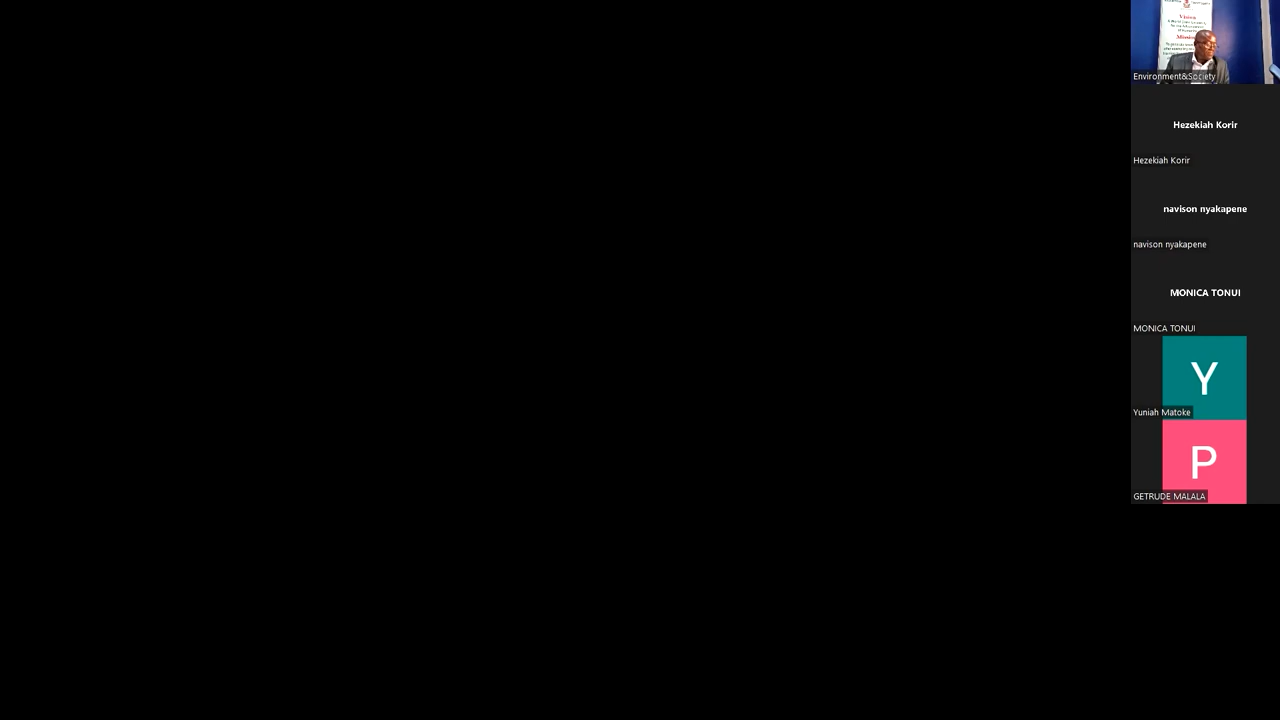 Vision
Mission
Environment&Society
Hezekiah Korir
Hezekiah Korir
navison nyakapene
navison nyakapene
MONICA TONUI
MONICA TONUI
Y
Yuniah Matoke
P
GETRUDE MALALA